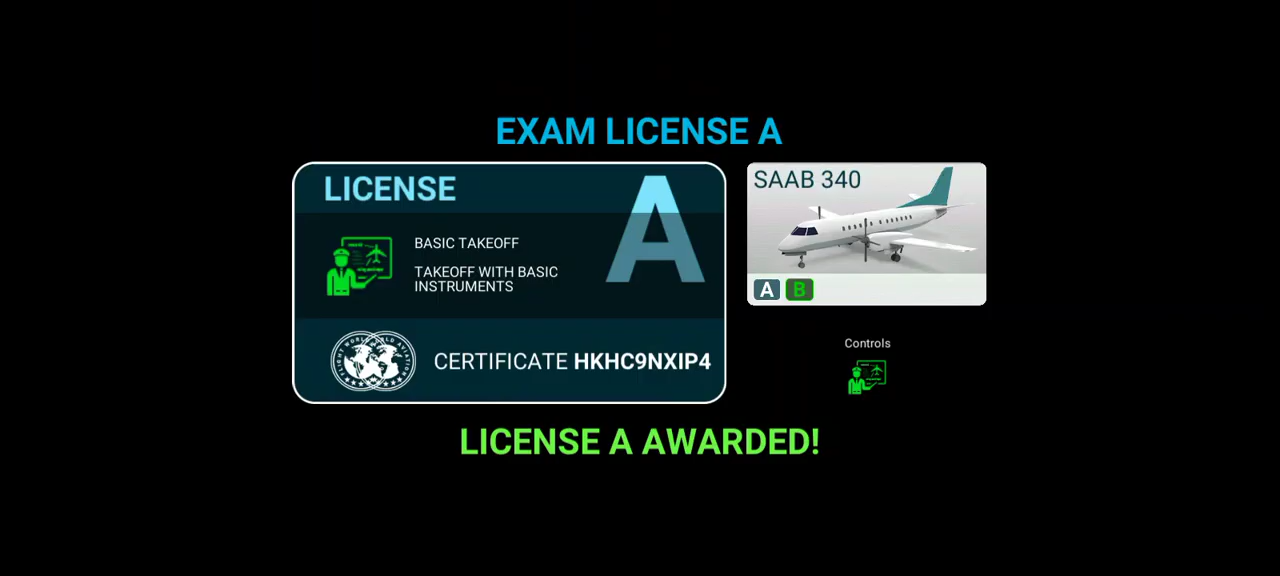 EXAM LICENSE A
LICENSE
A
BASIC TAKEOFF
TAKEOFF WITH BASIC
INSTRUMENTS
CERTIFICATE HKHC9NXIP4
SAAB 340
A B
Controls
LICENSE A AWARDED!